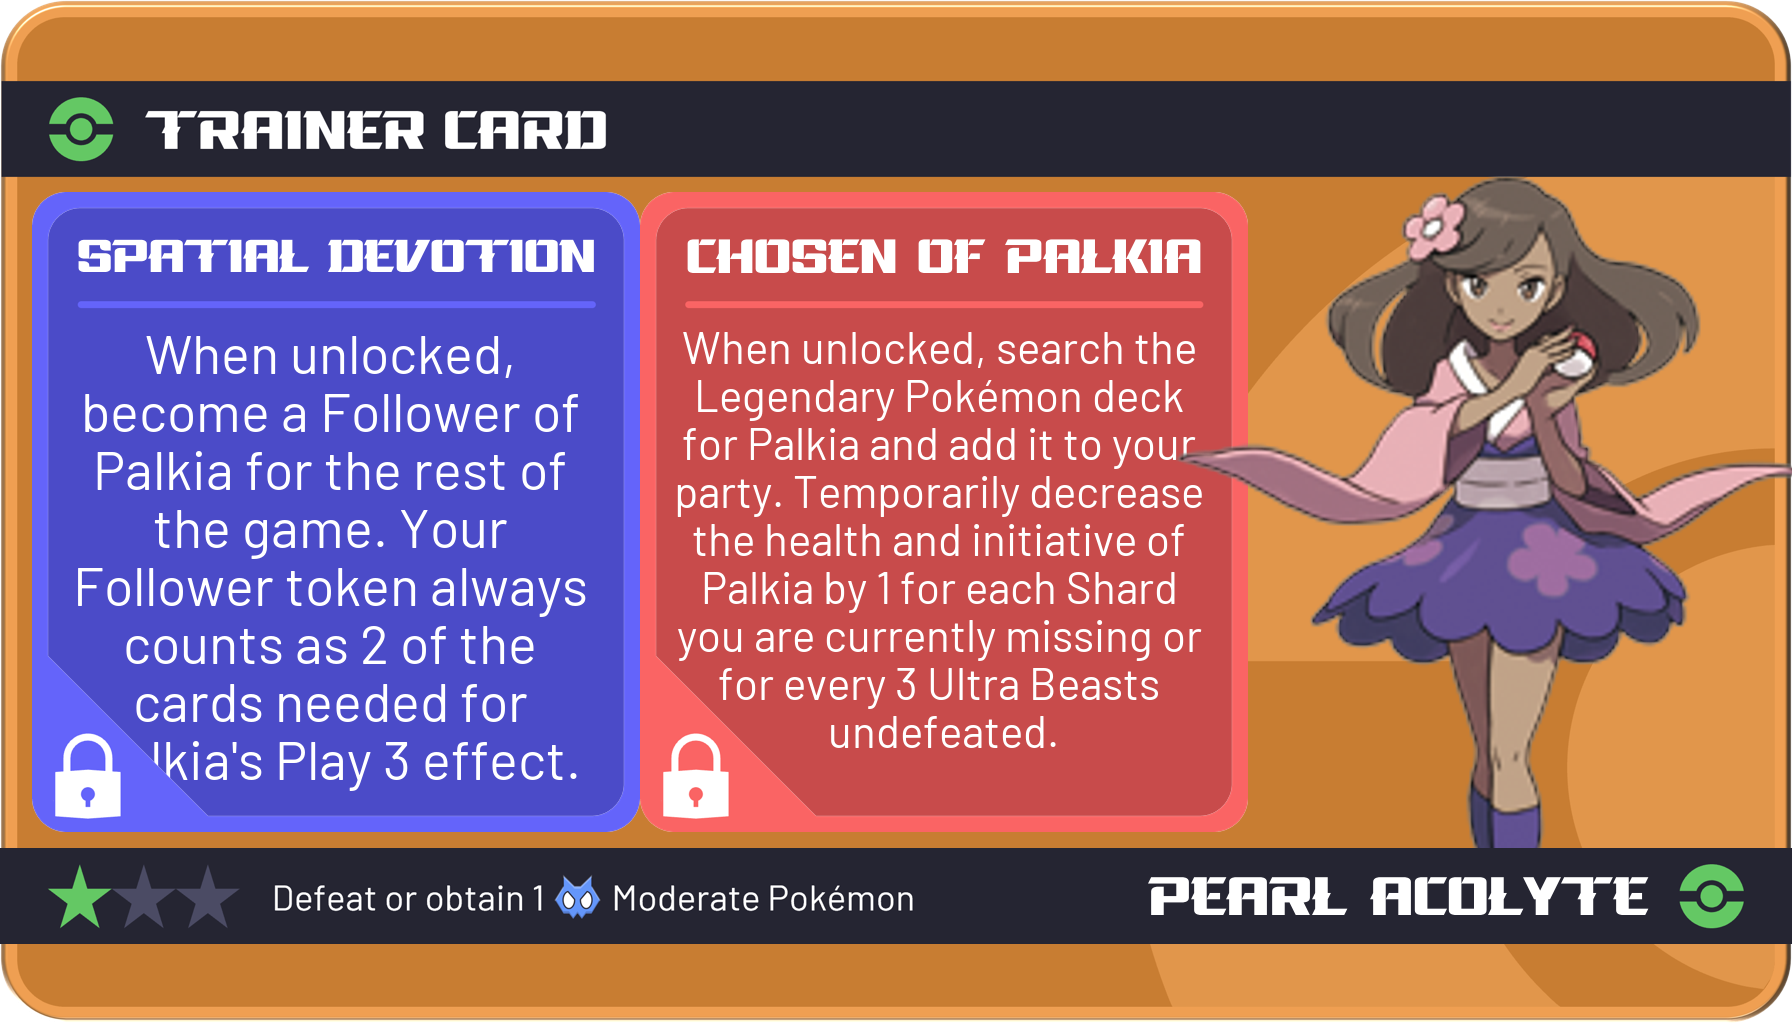 TRAINER CARD
SPATIAL DEVOTION
When unlocked,
become a Follower of
Palkia for the rest of
the game. Your
Follower token always
counts as 2 of the
cards needed for
lkia's Play 3 effect.
CHOSEN OF PALKIA
When unlocked, search the
Legendary Pokémon deck
for Palkia and add it to your
party. Temporarily decrease
the health and initiative of
Palkia by 1 for each Shard
you are currently missing or
for every 3 Ultra Beasts
undefeated.
Defeat or obtain 1 Moderate Pokémon
PEARL ACOLYTE